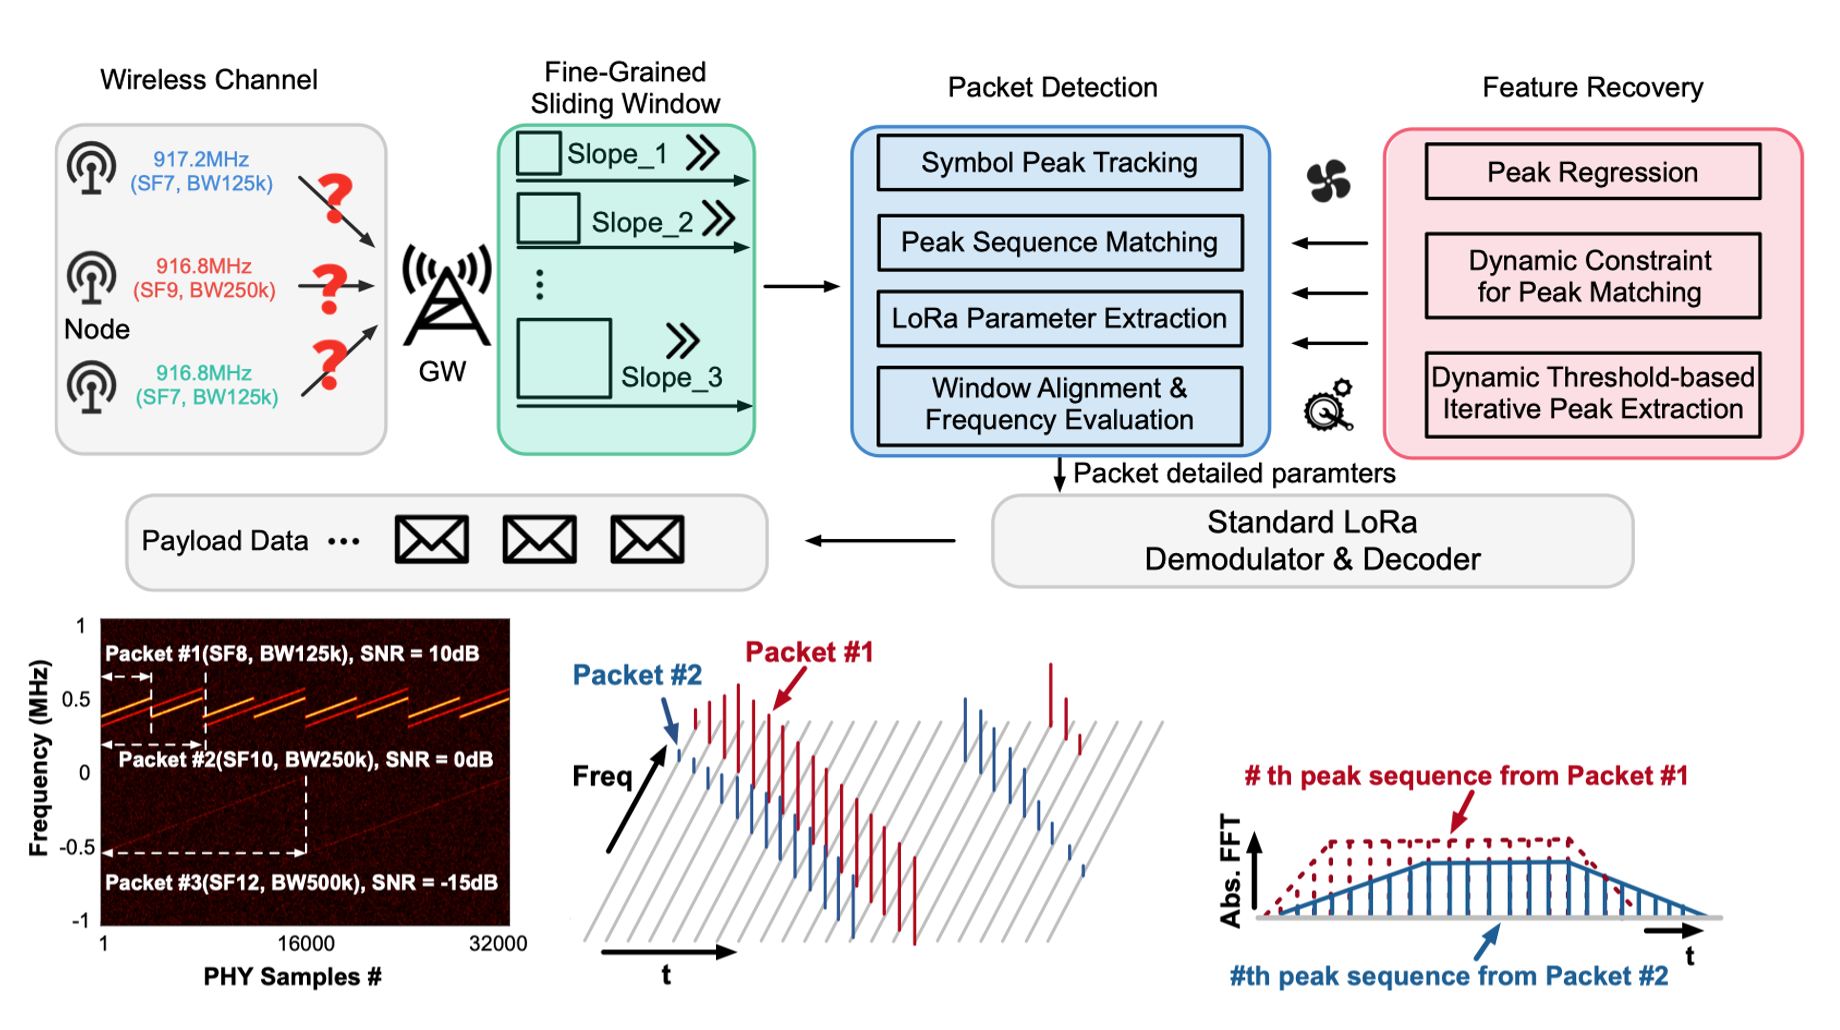 Wireless Channel
917.2MHz
(SF7, BW125k)
?
916.8MHz
(SF9, BW250k)
?
Node
916.8MHz
(SF7, BW125k)
?
GW
Fine-Grained
Sliding Window
Slope_1
Slope_2
Slope_3
Packet Detection
Symbol Peak Tracking
Peak Sequence Matching
LoRa Parameter Extraction
Window Alignment &
Frequency Evaluation
Feature Recovery
Peak Regression
Dynamic Constraint
for Peak Matching
Dynamic Threshold-based
Iterative Peak Extraction
Packet detailed paramters
Standard LoRa
Demodulator & Decoder
Payload Data ...
Frequency (MHz)
1
0.5
0
-0.5
-1
Packet #1(SF8, BW125k), SNR = 10dB
Packet #2(SF10, BW250k), SNR = 0dB
Packet #3(SF12, BW500k), SNR = -15dB
1
16000
32000
PHY Samples #
Packet #1
Packet #2
Freq
t
# th peak sequence from Packet #1
Abs. FFT
t
#th peak sequence from Packet #2